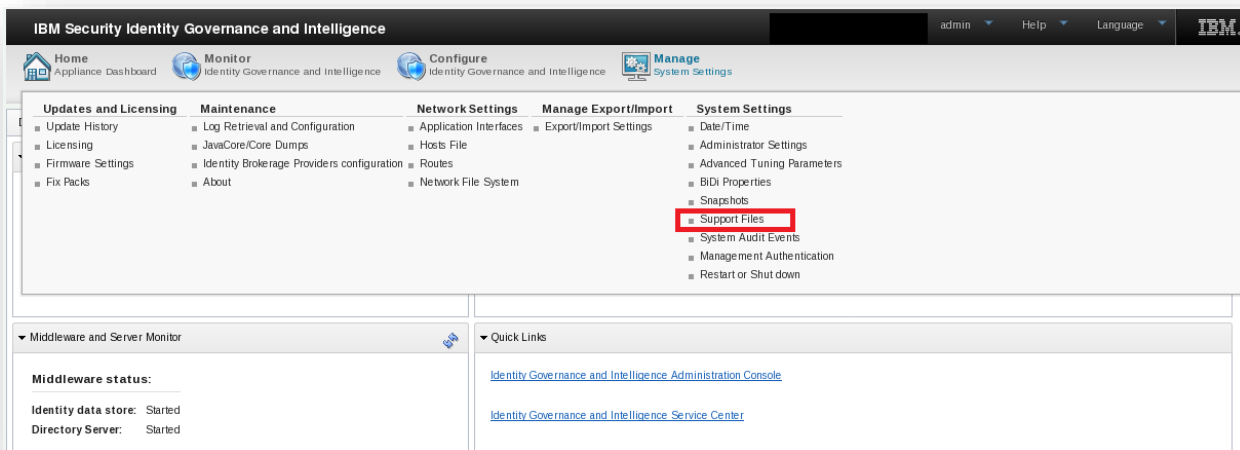 IBM Security Identity Governance and Intelligence
admin Help Language IBM.
Home
Appliance Dashboard
Monitor
Identity Governance and Intelligence
Configure
Identity Governance and Intelligence
Manage
System Settings
Updates and Licensing
Update History
Licensing
Firmware Settings
Fix Packs
Maintenance
Log Retrieval and Configuration
JavaCore/Core Dumps
Identity Brokerage Providers configuration
About
Network Settings
Application Interfaces
Hosts File
Routes
Network File System
Manage Export/Import
Export/Import Settings
System Settings
Date/Time
Administrator Settings
Advanced Tuning Parameters
BiDi Properties
Snapshots
Support Files
System Audit Events
Management Authentication
Restart or Shut down
Middleware and Server Monitor
Middleware status:
Identity data store: Started
Directory Server: Started
Quick Links
Identity Governance and Intelligence Administration Console
Identity Governance and Intelligence Service Center